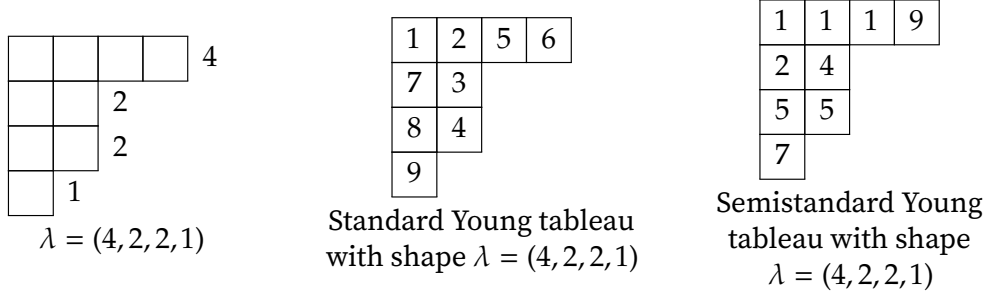 4
2
2
1
λ = (4, 2, 2, 1)
1 2 5 6
7 3
8 4
9
Standard Young tableau
with shape λ = (4, 2, 2, 1)
1 1 1 9
2 4
5 5
7
Semistandard Young
tableau with shape
λ = (4, 2, 2, 1)